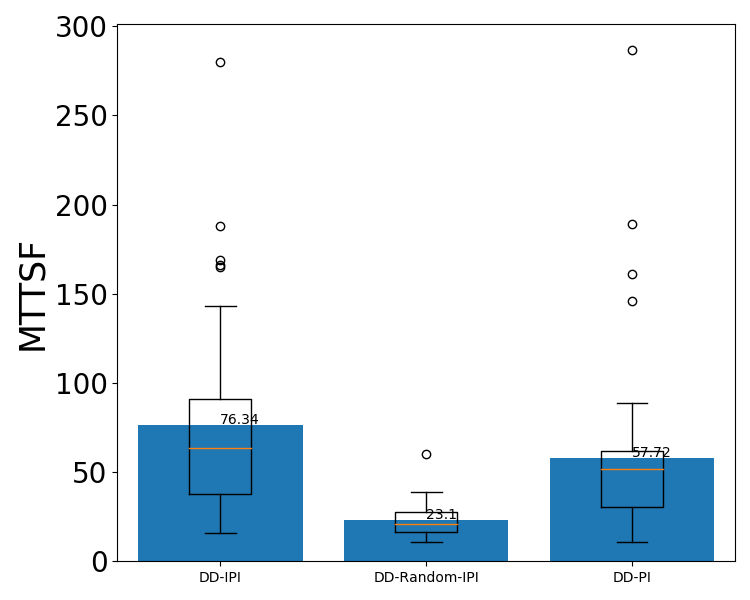 MTTSF
300
250
200
150
100
50
0
76.34
23.1
57.72
DD-IPI
DD-Random-IPI
DD-PI